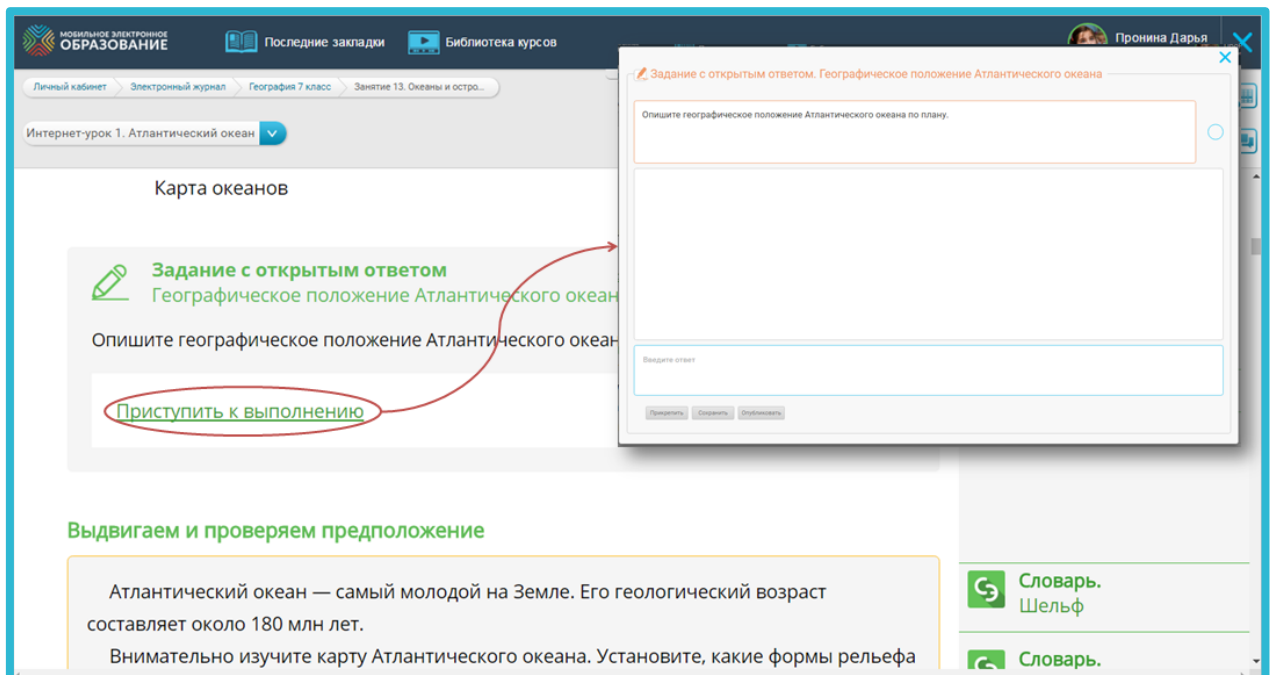 МОБИЛЬНОЕ ЭЛЕКТРОННОЕ
ОБРАЗОВАНИЕ
Последние закладки
Библиотека курсов
Пронина Дарья
Личный кабинет
Электронный журнал
География 7 класс
Занятие 13. Океаны и остро...
Интернет-урок 1. Атлантический океан
Карта океанов
Задание с открытым ответом
Географическое положение Атлантического океан
Опишите географическое положение Атлантического океан
Приступить к выполнению
Задание с открытым ответом. Географическое положение Атлантического океана
Опишите географическое положение Атлантического океана по плану.
Введите ответ
Прикрепить
Сохранить
Опубликовать
Выдвигаем и проверяем предположение
Атлантический океан — самый молодой на Земле. Его геологический возраст
составляет около 180 млн лет.
Внимательно изучите карту Атлантического океана. Установите, какие формы рельефа
Словарь.
Шельф
Словарь.